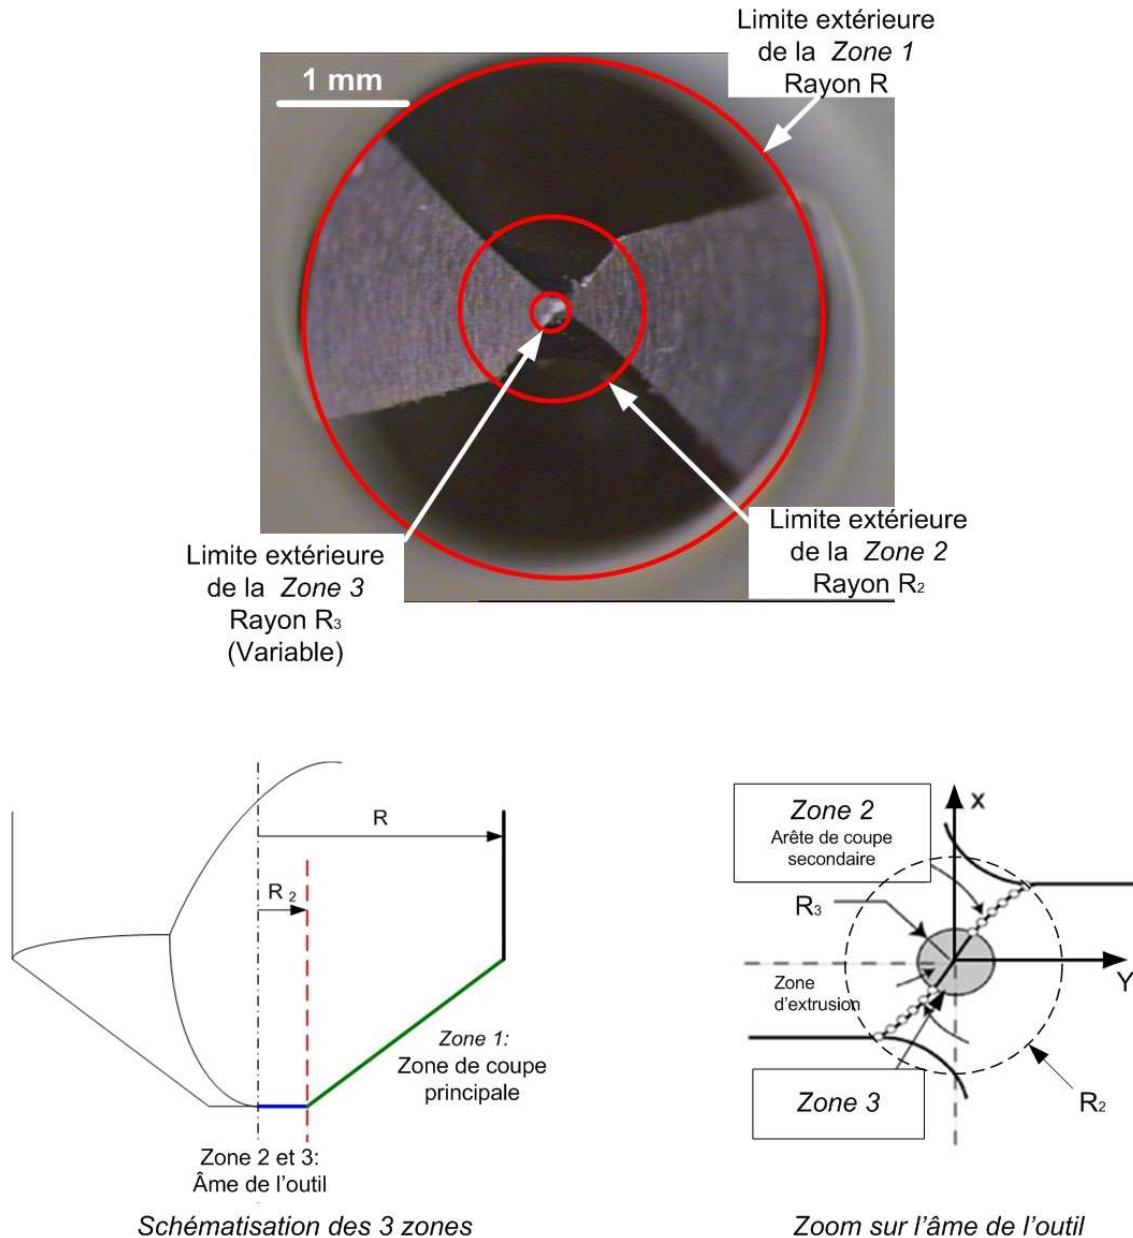 Limite extérieure
de la Zone 1
Rayon R
1 mm
Limite extérieure
de la Zone 2
Rayon R2
Limite extérieure
de la Zone 3
Rayon R3
(Variable)
R
R 2
Zone 1:
Zone de coupe
principale
Zone 2 et 3:
Âme de l'outil
Schématisation des 3 zones
Zone 2
Arête de coupe
secondaire
X
R3
Y
Zone
d'extrusion
Zone 3
R2
Zoom sur l'âme de l'outil